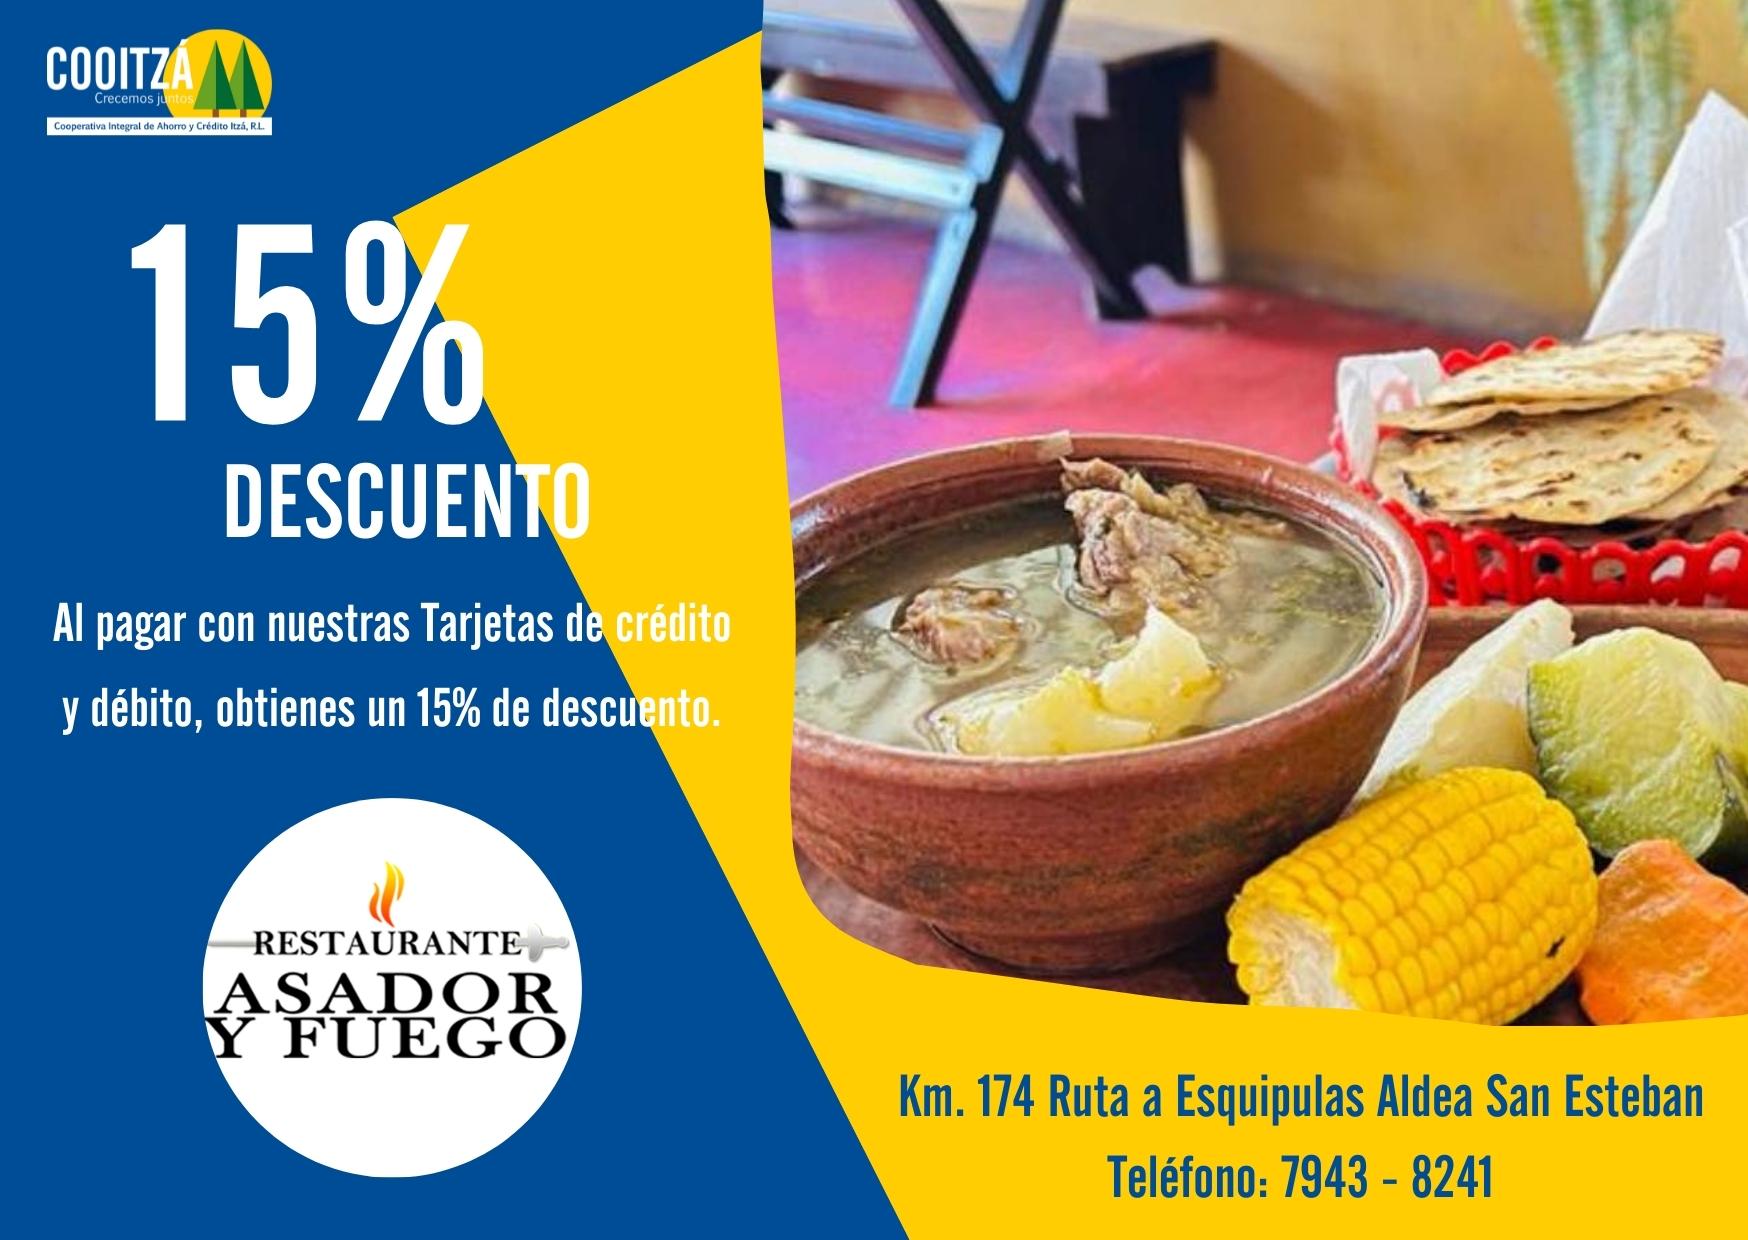 COOITZÁ
Crecemos juntos
Cooperativa Integral de Ahorro y Crédito Itzá, R.L.
15%
DESCUENTO
Al pagar con nuestras Tarjetas de crédito
y débito, obtienes un 15% de descuento.
RESTAURANTE
ASADOR
Y FUEGO
Km. 174 Ruta a Esquipulas Aldea San Esteban
Teléfono: 7943 - 8241